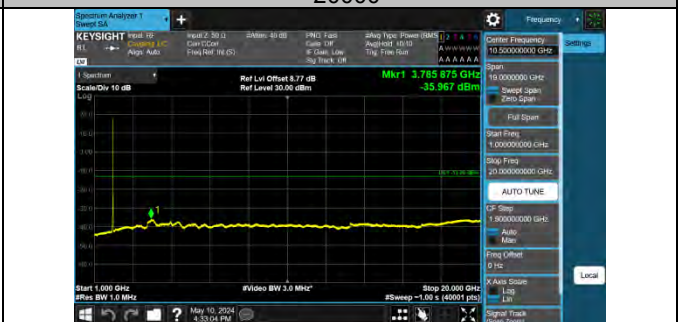 20000
Spectrum Analyzer 1
Swept SA
Frequency
KEYSIGHT
Input: RF
Coupling: DC
Align: Auto
Input Z: 50 Ω
Corr CCorr
Freq Ref: Int (S)
#Atten: 40 dB
PNO: Fast
Gate: Off
IF Gain: Low
Sig Track: Off
#Avg Type: Power (RMS)
Avg|Hold: 10/10
Trig: Free Run
A W W W W W
A A A A A A
1 Spectrum
Scale/Div 10 dB
Log
Ref Lvl Offset 8.77 dB
Ref Level 30.00 dBm
Mkr1 3.785 875 GHz
-35.967 dBm
1
Start 1.000 GHz
#Res BW 1.0 MHz
#Video BW 3.0 MHz*
Stop 20.000 GHz
#Sweep ~1.00 s (40001 pts)
Center Frequency
10.500000000 GHz
Settings
Span
19.0000000 GHz
Swept Span
Zero Span
Full Span
Start Freq
1.000000000 GHz
Stop Freq
20.000000000 GHz
AUTO TUNE
CF Step
1.900000000 GHz
Auto
Man
Freq Offset
0 Hz
X Axis Scale
Log
Lin
Signal Track
Local
May 10, 2024
4:33:04 PM